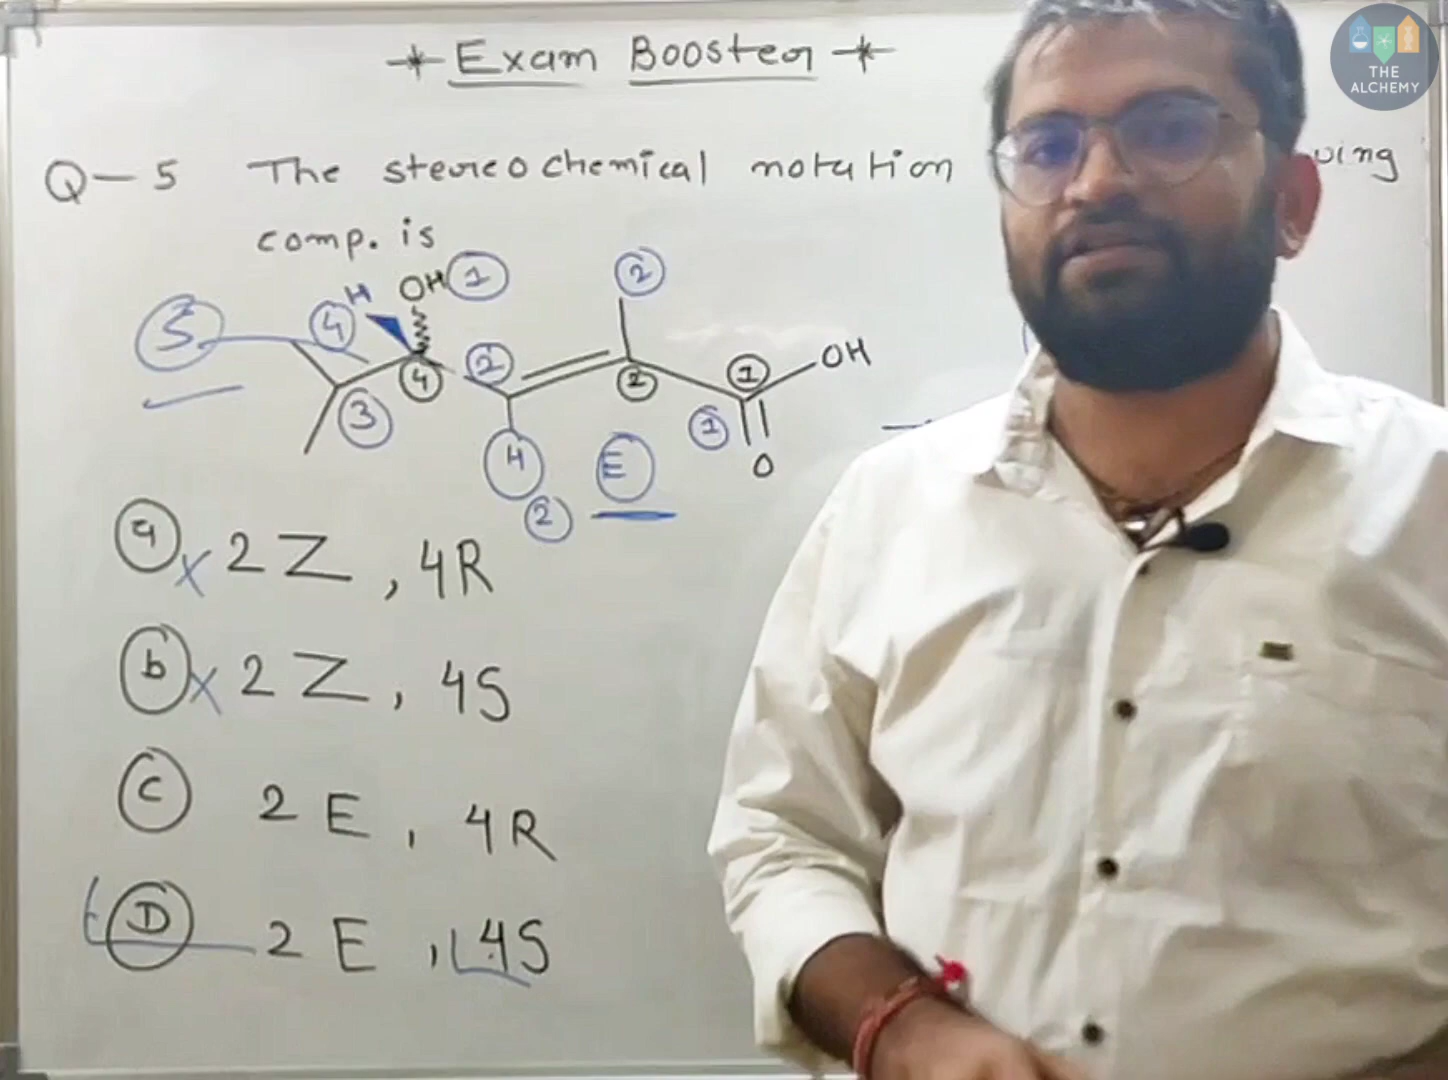 * Exam Booster *
THE
ALCHEMY
Q-5 The stereochemical notation
comp. is
H OH 1
5 4 3 4 2 2 2 1 1 OH
H 2 E O
a x 2Z, 4R
b x 2Z, 4S
c 2E, 4R
D 2E, 4S